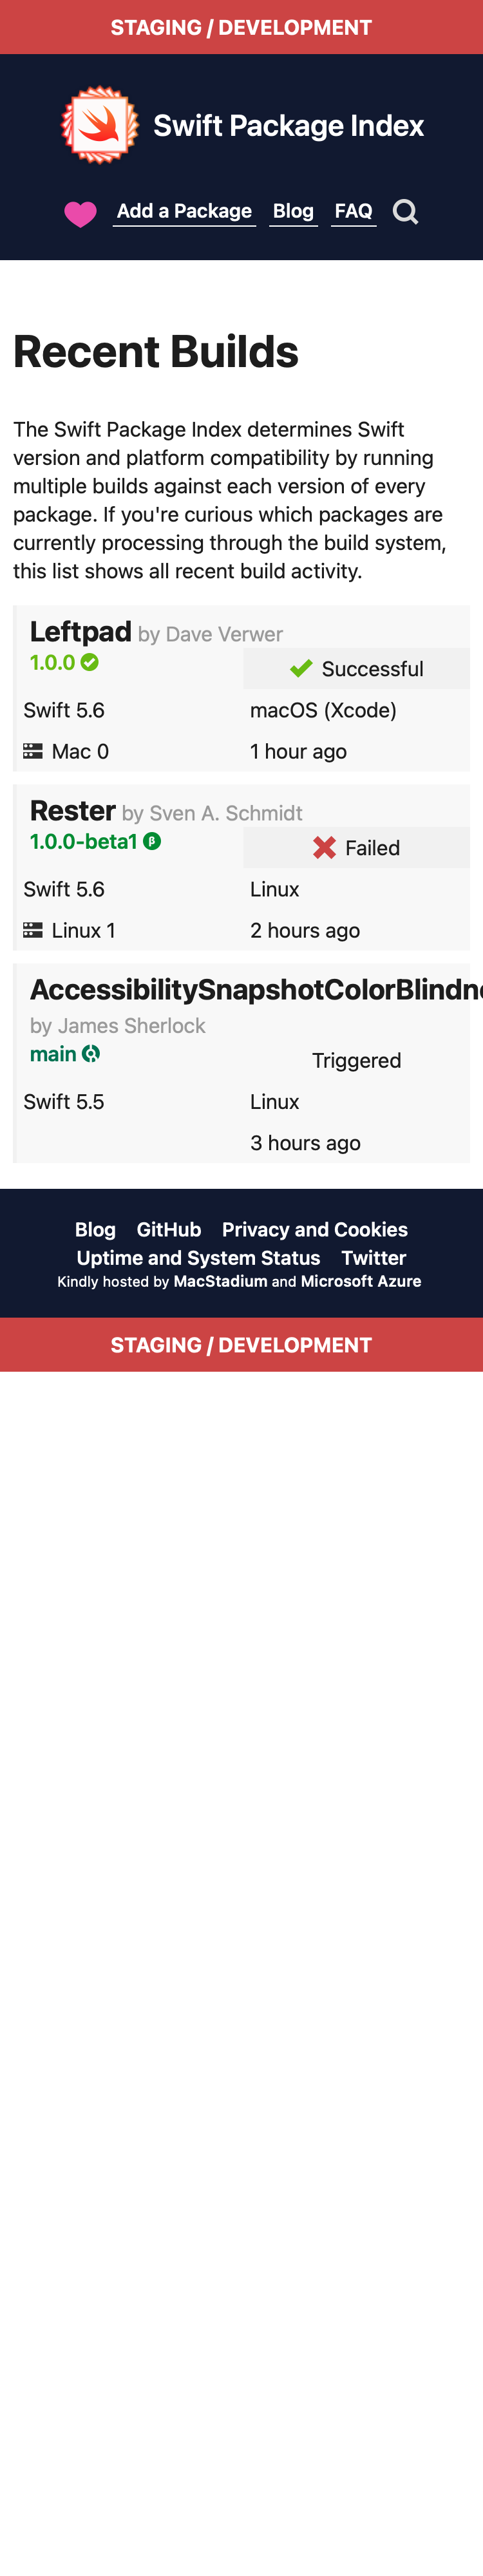 STAGING / DEVELOPMENT
Swift Package Index
Add a Package Blog FAQ
Recent Builds
The Swift Package Index determines Swift
version and platform compatibility by running
multiple builds against each version of every
package. If you're curious which packages are
currently processing through the build system,
this list shows all recent build activity.
Leftpad by Dave Verwer
1.0.0
Successful
Swift 5.6 macOS (Xcode)
Mac 0 1 hour ago
Rester by Sven A. Schmidt
1.0.0-beta1 β
Failed
Swift 5.6 Linux
Linux 1 2 hours ago
AccessibilitySnapshotColorBlindn
by James Sherlock
main
Triggered
Swift 5.5 Linux
3 hours ago
Blog GitHub Privacy and Cookies
Uptime and System Status Twitter
Kindly hosted by MacStadium and Microsoft Azure
STAGING / DEVELOPMENT